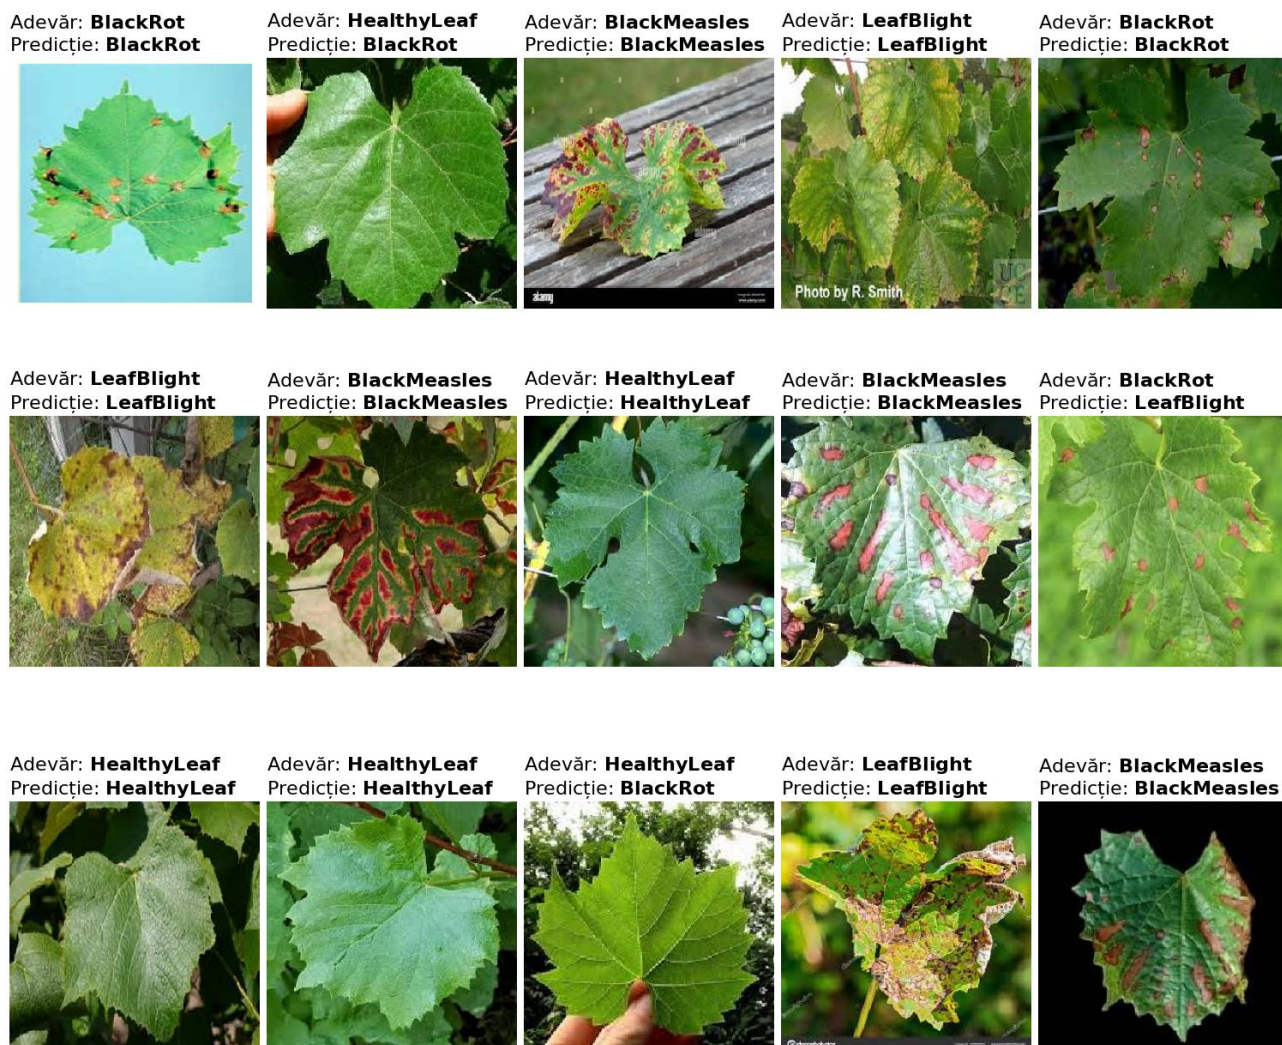 Adevăr: BlackRot
Predicție: BlackRot
Adevăr: HealthyLeaf
Predicție: BlackRot
Adevăr: BlackMeasles
Predicție: BlackMeasles
Adevăr: LeafBlight
Predicție: LeafBlight
Adevăr: BlackRot
Predicție: BlackRot
alamy
Photo by R. Smith
UC
CE
Adevăr: LeafBlight
Predicție: LeafBlight
Adevăr: BlackMeasles
Predicție: BlackMeasles
Adevăr: HealthyLeaf
Predicție: HealthyLeaf
Adevăr: BlackMeasles
Predicție: BlackMeasles
Adevăr: BlackRot
Predicție: LeafBlight
Adevăr: HealthyLeaf
Predicție: HealthyLeaf
Adevăr: HealthyLeaf
Predicție: HealthyLeaf
Adevăr: HealthyLeaf
Predicție: BlackRot
Adevăr: LeafBlight
Predicție: LeafBlight
Adevăr: BlackMeasles
Predicție: BlackMeasles